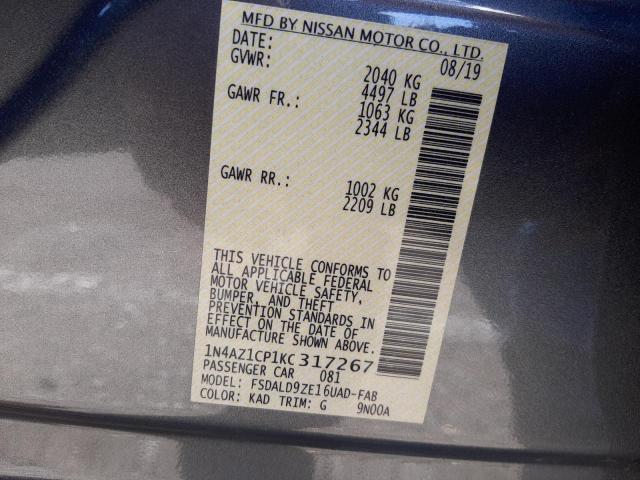 MFD BY NISSAN MOTOR CO., LTD.
DATE: 08/19
GVWR: 2040 KG
4497 LB
GAWR FR.: 1063 KG
2344 LB
GAWR RR.: 1002 KG
2209 LB
THIS VEHICLE CONFORMS TO
ALL APPLICABLE FEDERAL
MOTOR VEHICLE SAFETY,
BUMPER, AND THEFT
PREVENTION STANDARDS IN
EFFECT ON THE DATE OF
MANUFACTURE SHOWN ABOVE.
1N4AZ1CP1KC317267
PASSENGER CAR 081
MODEL: FSDALD9ZE16UAD-FAB
COLOR: KAD TRIM: G 9N00A